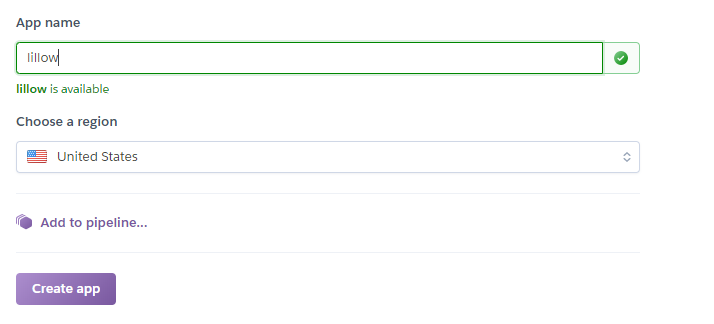 App name
lillow
lillow is available
Choose a region
United States
Add to pipeline...
Create app